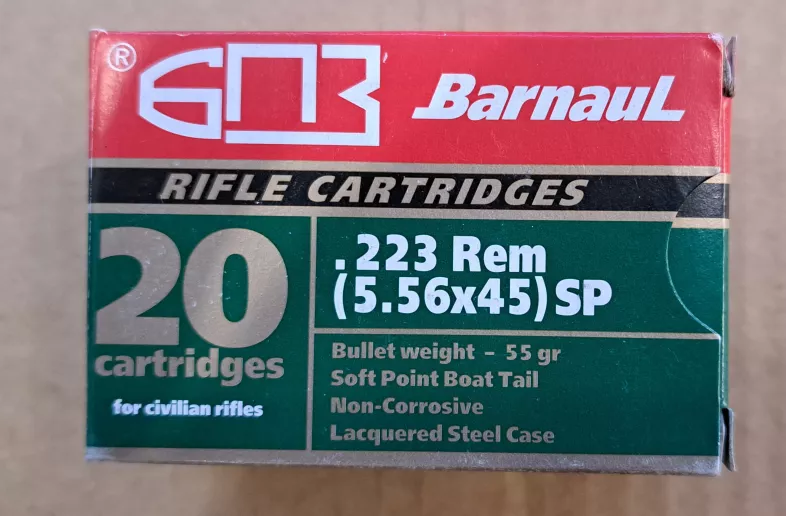 ®
БПЗ
BarnauL
RIFLE CARTRIDGES
20
cartridges
for civilian rifles
.223 Rem
(5.56x45) SP
Bullet weight - 55 gr
Soft Point Boat Tail
Non-Corrosive
Lacquered Steel Case